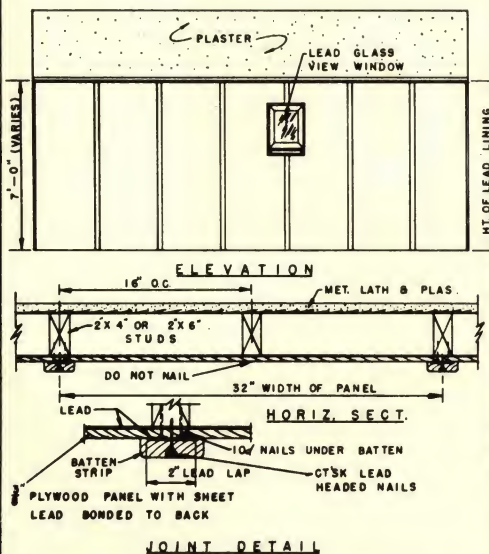 PLASTER
LEAD GLASS
VIEW WINDOW
7'-0" (VARIES)
HT OF LEAD LINING
ELEVATION
16" O.C.
MET. LATH & PLAS.
2" X 4" OR 2" X 6"
STUDS
DO NOT NAIL
32" WIDTH OF PANEL
LEAD
HORIZ. SECT.
10d NAILS UNDER BATTEN
BATTEN
STRIP
2" LEAD LAP
CT'SK LEAD
HEADED NAILS
PLYWOOD PANEL WITH SHEET
LEAD BONDED TO BACK
JOINT DETAIL